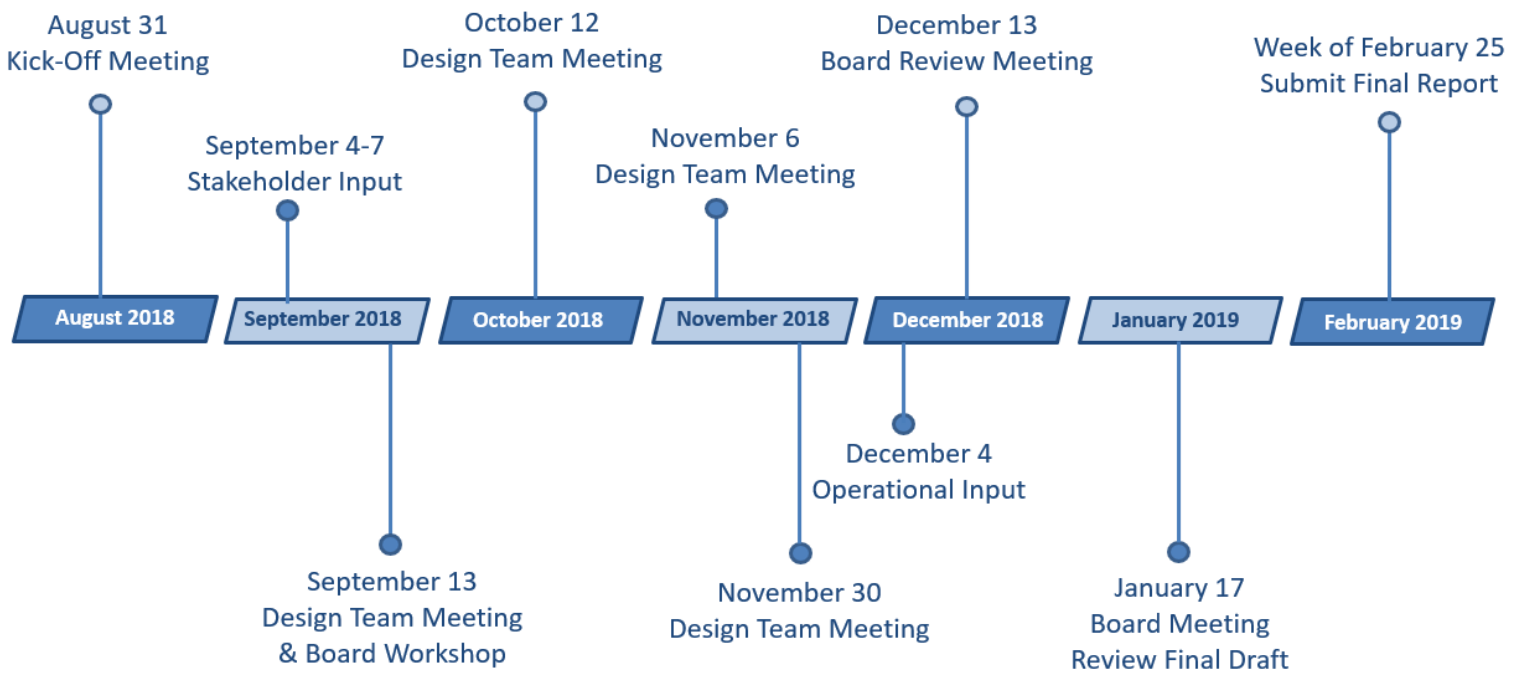 August 31
Kick-Off Meeting
September 4-7
Stakeholder Input
October 12
Design Team Meeting
November 6
Design Team Meeting
December 13
Board Review Meeting
Week of February 25
Submit Final Report
August 2018
September 2018
October 2018
November 2018
December 2018
January 2019
February 2019
September 13
Design Team Meeting
& Board Workshop
November 30
Design Team Meeting
December 4
Operational Input
January 17
Board Meeting
Review Final Draft